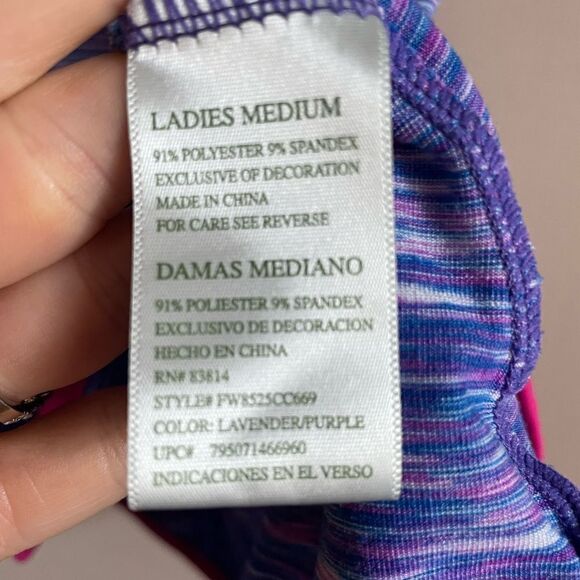 LADIES MEDIUM
91% POLYESTER 9% SPANDEX
EXCLUSIVE OF DECORATION
MADE IN CHINA
FOR CARE SEE REVERSE
DAMAS MEDIANO
91% POLIESTER 9% SPANDEX
EXCLUSIVO DE DECORACION
HECHO EN CHINA
RN# 83814
STYLE# FW8525CC669
COLOR: LAVENDER/PURPLE
UPC# 795071466960
INDICACIONES EN EL VERSO